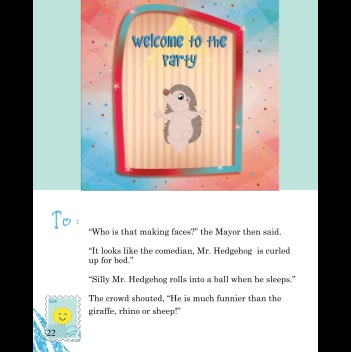 Welcome to the
Party
To:
“Who is that making faces?” the Mayor then said.
“It looks like the comedian, Mr. Hedgehog is curled
up for bed.”
“Silly Mr. Hedgehog rolls into a ball when he sleeps.”
The crowd shouted, “He is much funnier than the
giraffe, rhino or sheep!”
22